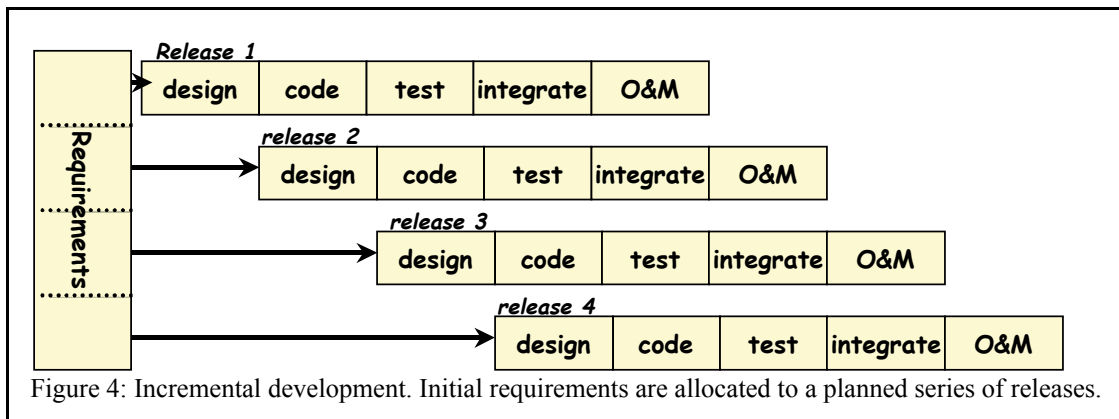 Requirements
Release 1
design code test integrate O&M
release 2
design code test integrate O&M
release 3
design code test integrate O&M
release 4
design code test integrate O&M
Figure 4: Incremental development. Initial requirements are allocated to a planned series of releases.